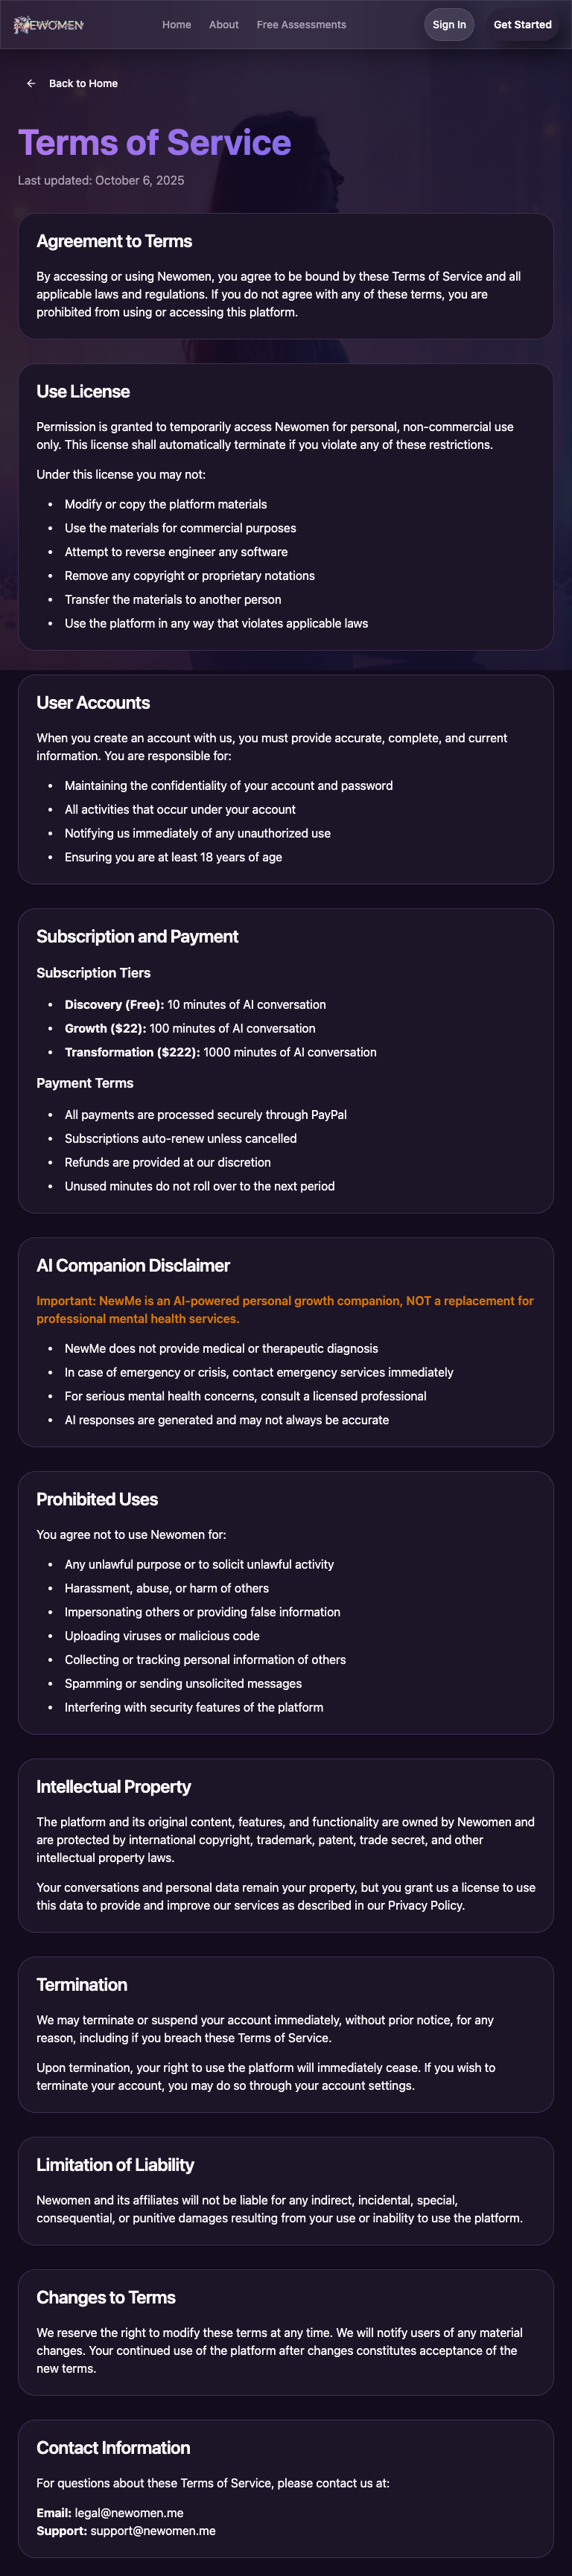 NEWOMEN
Home
About
Free Assessments
Sign In
Get Started
Back to Home
Terms of Service
Last updated: October 6, 2025
Agreement to Terms
By accessing or using Newomen, you agree to be bound by these Terms of Service and all
applicable laws and regulations. If you do not agree with any of these terms, you are
prohibited from using or accessing this platform.
Use License
Permission is granted to temporarily access Newomen for personal, non-commercial use
only. This license shall automatically terminate if you violate any of these restrictions.
Under this license you may not:
• Modify or copy the platform materials
• Use the materials for commercial purposes
• Attempt to reverse engineer any software
• Remove any copyright or proprietary notations
• Transfer the materials to another person
• Use the platform in any way that violates applicable laws
User Accounts
When you create an account with us, you must provide accurate, complete, and current
information. You are responsible for:
• Maintaining the confidentiality of your account and password
• All activities that occur under your account
• Notifying us immediately of any unauthorized use
• Ensuring you are at least 18 years of age
Subscription and Payment
Subscription Tiers
• Discovery (Free): 10 minutes of AI conversation
• Growth ($22): 100 minutes of AI conversation
• Transformation ($222): 1000 minutes of AI conversation
Payment Terms
• All payments are processed securely through PayPal
• Subscriptions auto-renew unless cancelled
• Refunds are provided at our discretion
• Unused minutes do not roll over to the next period
AI Companion Disclaimer
Important: NewMe is an AI-powered personal growth companion, NOT a replacement for
professional mental health services.
• NewMe does not provide medical or therapeutic diagnosis
• In case of emergency or crisis, contact emergency services immediately
• For serious mental health concerns, consult a licensed professional
• AI responses are generated and may not always be accurate
Prohibited Uses
You agree not to use Newomen for:
• Any unlawful purpose or to solicit unlawful activity
• Harassment, abuse, or harm of others
• Impersonating others or providing false information
• Uploading viruses or malicious code
• Collecting or tracking personal information of others
• Spamming or sending unsolicited messages
• Interfering with security features of the platform
Intellectual Property
The platform and its original content, features, and functionality are owned by Newomen and
are protected by international copyright, trademark, patent, trade secret, and other
intellectual property laws.
Your conversations and personal data remain your property, but you grant us a license to use
this data to provide and improve our services as described in our Privacy Policy.
Termination
We may terminate or suspend your account immediately, without prior notice, for any
reason, including if you breach these Terms of Service.
Upon termination, your right to use the platform will immediately cease. If you wish to
terminate your account, you may do so through your account settings.
Limitation of Liability
Newomen and its affiliates will not be liable for any indirect, incidental, special,
consequential, or punitive damages resulting from your use or inability to use the platform.
Changes to Terms
We reserve the right to modify these terms at any time. We will notify users of any material
changes. Your continued use of the platform after changes constitutes acceptance of the
new terms.
Contact Information
For questions about these Terms of Service, please contact us at:
Email: legal@newomen.me
Support: support@newomen.me